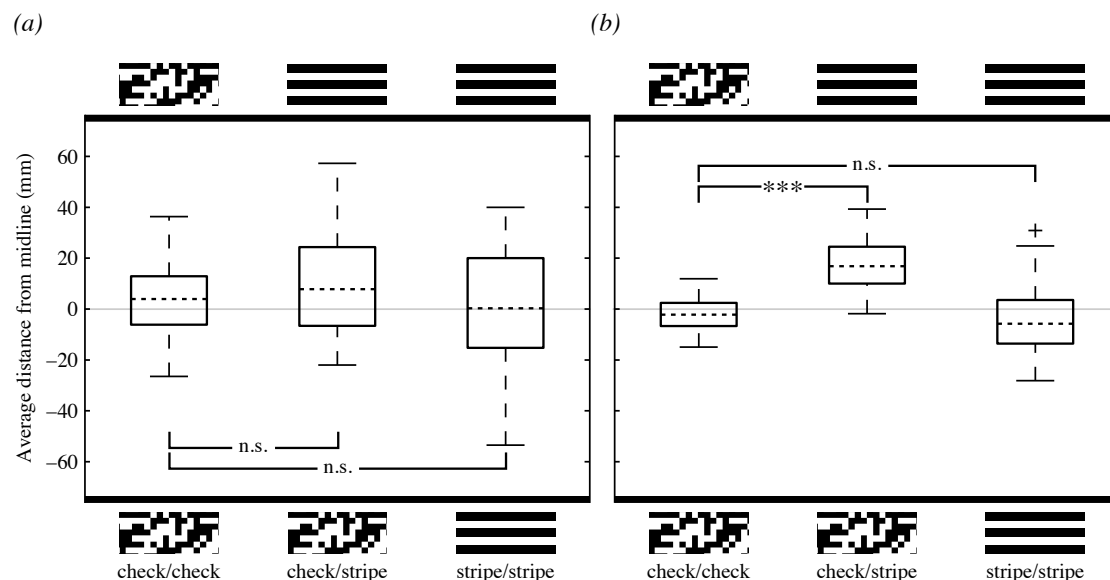 (a)
(b)
Average distance from midline (mm)
60
40
20
0
−20
−40
−60
n.s.
n.s.
n.s.
***
check/check
check/stripe
stripe/stripe
check/check
check/stripe
stripe/stripe